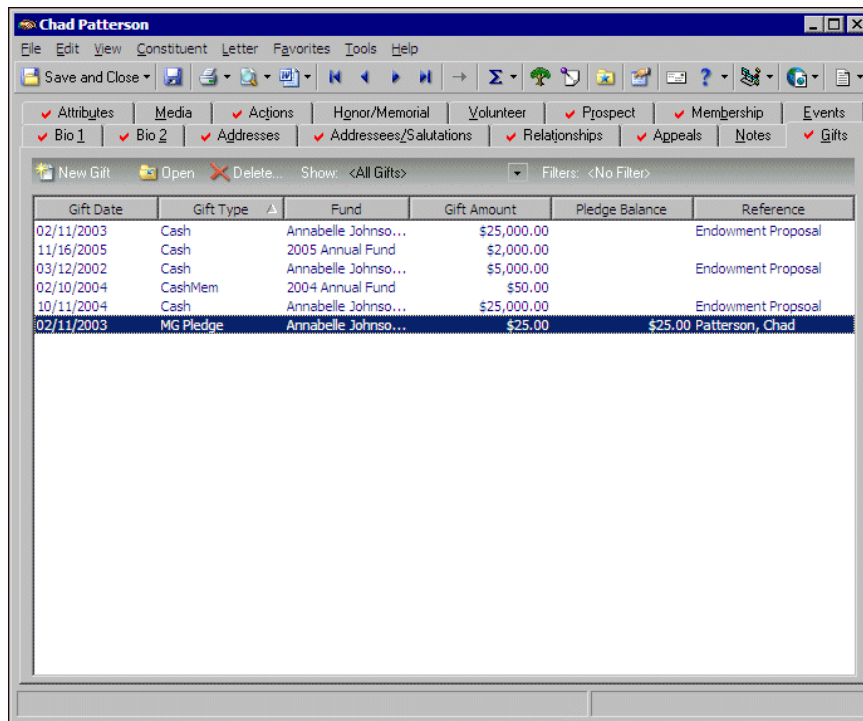 Chad Patterson
File Edit View Constituent Letter Favorites Tools Help
Save and Close
Attributes Media Actions Honor/Memorial Volunteer Prospect Membership Events
Bio 1 Bio 2 Addresses Addressees/Salutations Relationships Appeals Notes Gifts
New Gift Open Delete... Show: <All Gifts> Filters: <No Filter>
Gift Date Gift Type Fund Gift Amount Pledge Balance Reference
02/11/2003 Cash Annabelle Johnso... $25,000.00 Endowment Proposal
11/16/2005 Cash 2005 Annual Fund $2,000.00
03/12/2002 Cash Annabelle Johnso... $5,000.00 Endowment Proposal
02/10/2004 CashMem 2004 Annual Fund $50.00
10/11/2004 Cash Annabelle Johnso... $25,000.00 Endowment Propsoal
02/11/2003 MG Pledge Annabelle Johnso... $25.00 $25.00 Patterson, Chad